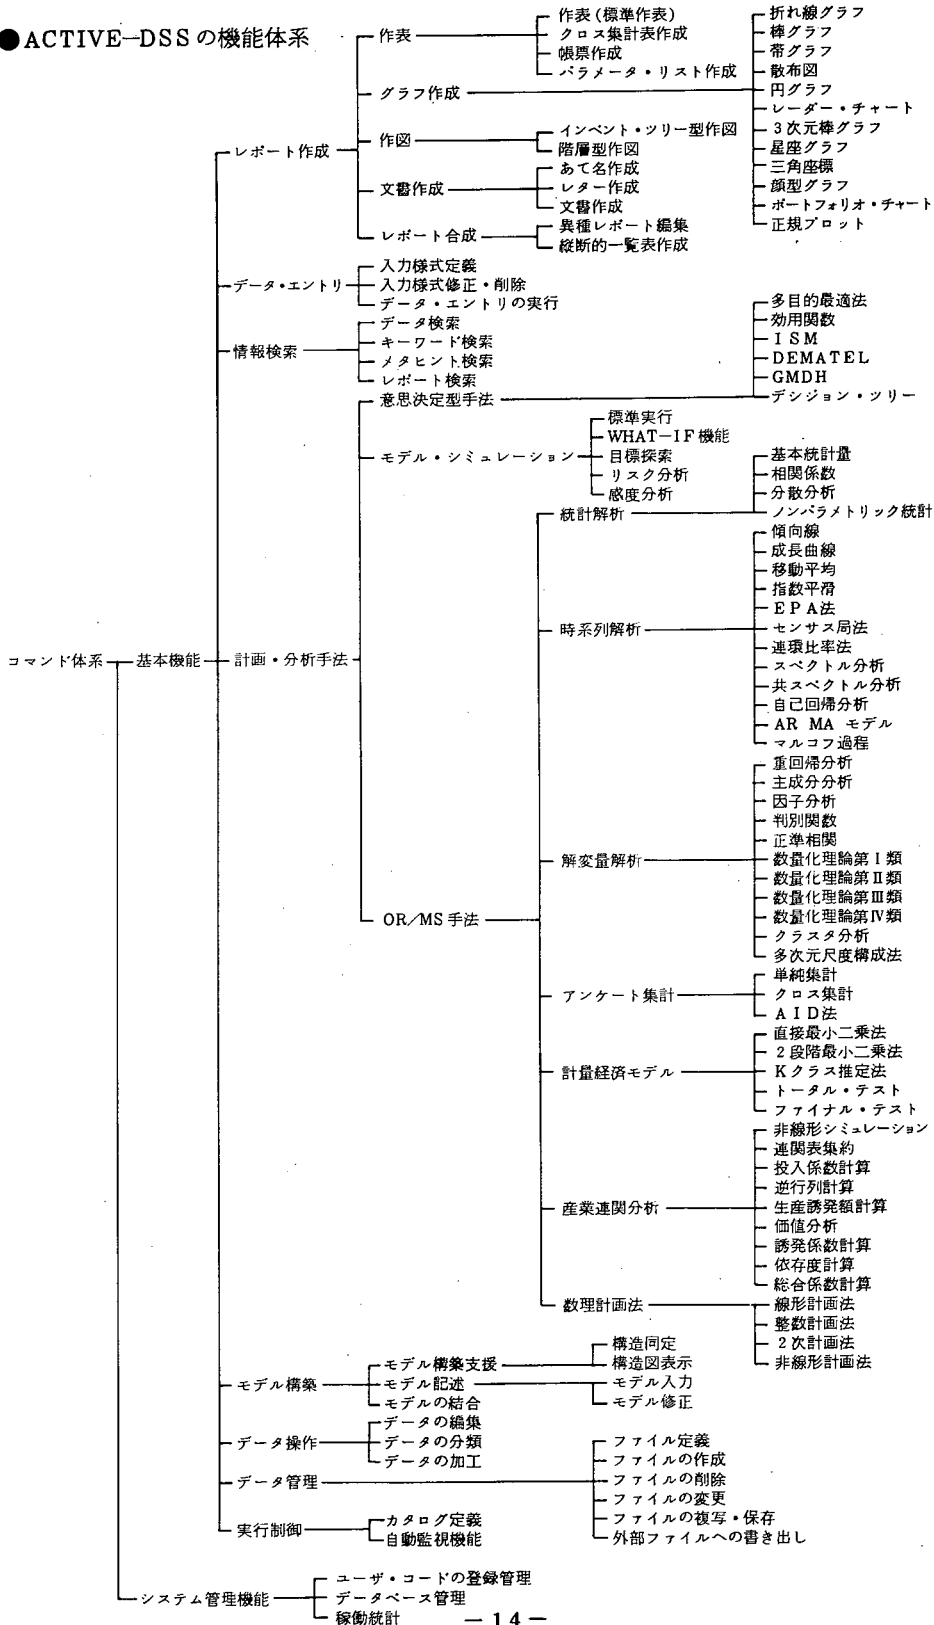 ●ACTIVE-DSSの機能体系
コマンド体系
基本機能
レポート作成
作表
作表(標準作表)
クロス集計表作成
帳票作成
パラメータ・リスト作成
グラフ作成
折れ線グラフ
棒グラフ
帯グラフ
散布図
円グラフ
レーダー・チャート
3次元棒グラフ
星座グラフ
三角座標
顔型グラフ
ポートフォリオ・チャート
正規プロット
作図
インベント・ツリー型作図
階層型作図
文書作成
あて名作成
レター作成
文書作成
レポート合成
異種レポート編集
縦断的一覧表作成
データ・エントリ
入力様式定義
入力様式修正・削除
データ・エントリの実行
情報検索
データ検索
キーワード検索
メタヒント検索
レポート検索
計画・分析手法
意思決定型手法
多目的最適法
効用関数
ISM
DEMATEL
GMDH
デシジョン・ツリー
モデル・シミュレーション
標準実行
WHAT-IF機能
目標探索
リスク分析
感度分析
OR/MS手法
統計解析
基本統計量
相関係数
分散分析
ノンパラメトリック統計
時系列解析
傾向線
成長曲線
移動平均
指数平滑
EPA法
センサス局法
連環比率法
スペクトル分析
共スペクトル分析
自己回帰分析
AR MA モデル
マルコフ過程
解変量解析
重回帰分析
主成分分析
因子分析
判別関数
正準相関
数量化理論第Ⅰ類
数量化理論第Ⅱ類
数量化理論第Ⅲ類
数量化理論第Ⅳ類
クラスタ分析
多次元尺度構成法
アンケート集計
単純集計
クロス集計
AID法
計量経済モデル
直接最小二乗法
2段階最小二乗法
Kクラス推定法
トータル・テスト
ファイナル・テスト
産業連関分析
非線形シミュレーション
連関表集約
投入係数計算
逆行列計算
生産誘発額計算
価値分析
誘発係数計算
依存度計算
総合係数計算
数理計画法
線形計画法
整数計画法
2次計画法
非線形計画法
モデル構築
モデル構築支援
構造同定
構造図表示
モデル記述
モデル入力
モデル修正
モデルの結合
データ操作
データの編集
データの分類
データの加工
データ管理
ファイル定義
ファイルの作成
ファイルの削除
ファイルの変更
ファイルの複写・保存
外部ファイルへの書き出し
実行制御
カタログ定義
自動監視機能
システム管理機能
ユーザ・コードの登録管理
データベース管理
稼働統計
-14-